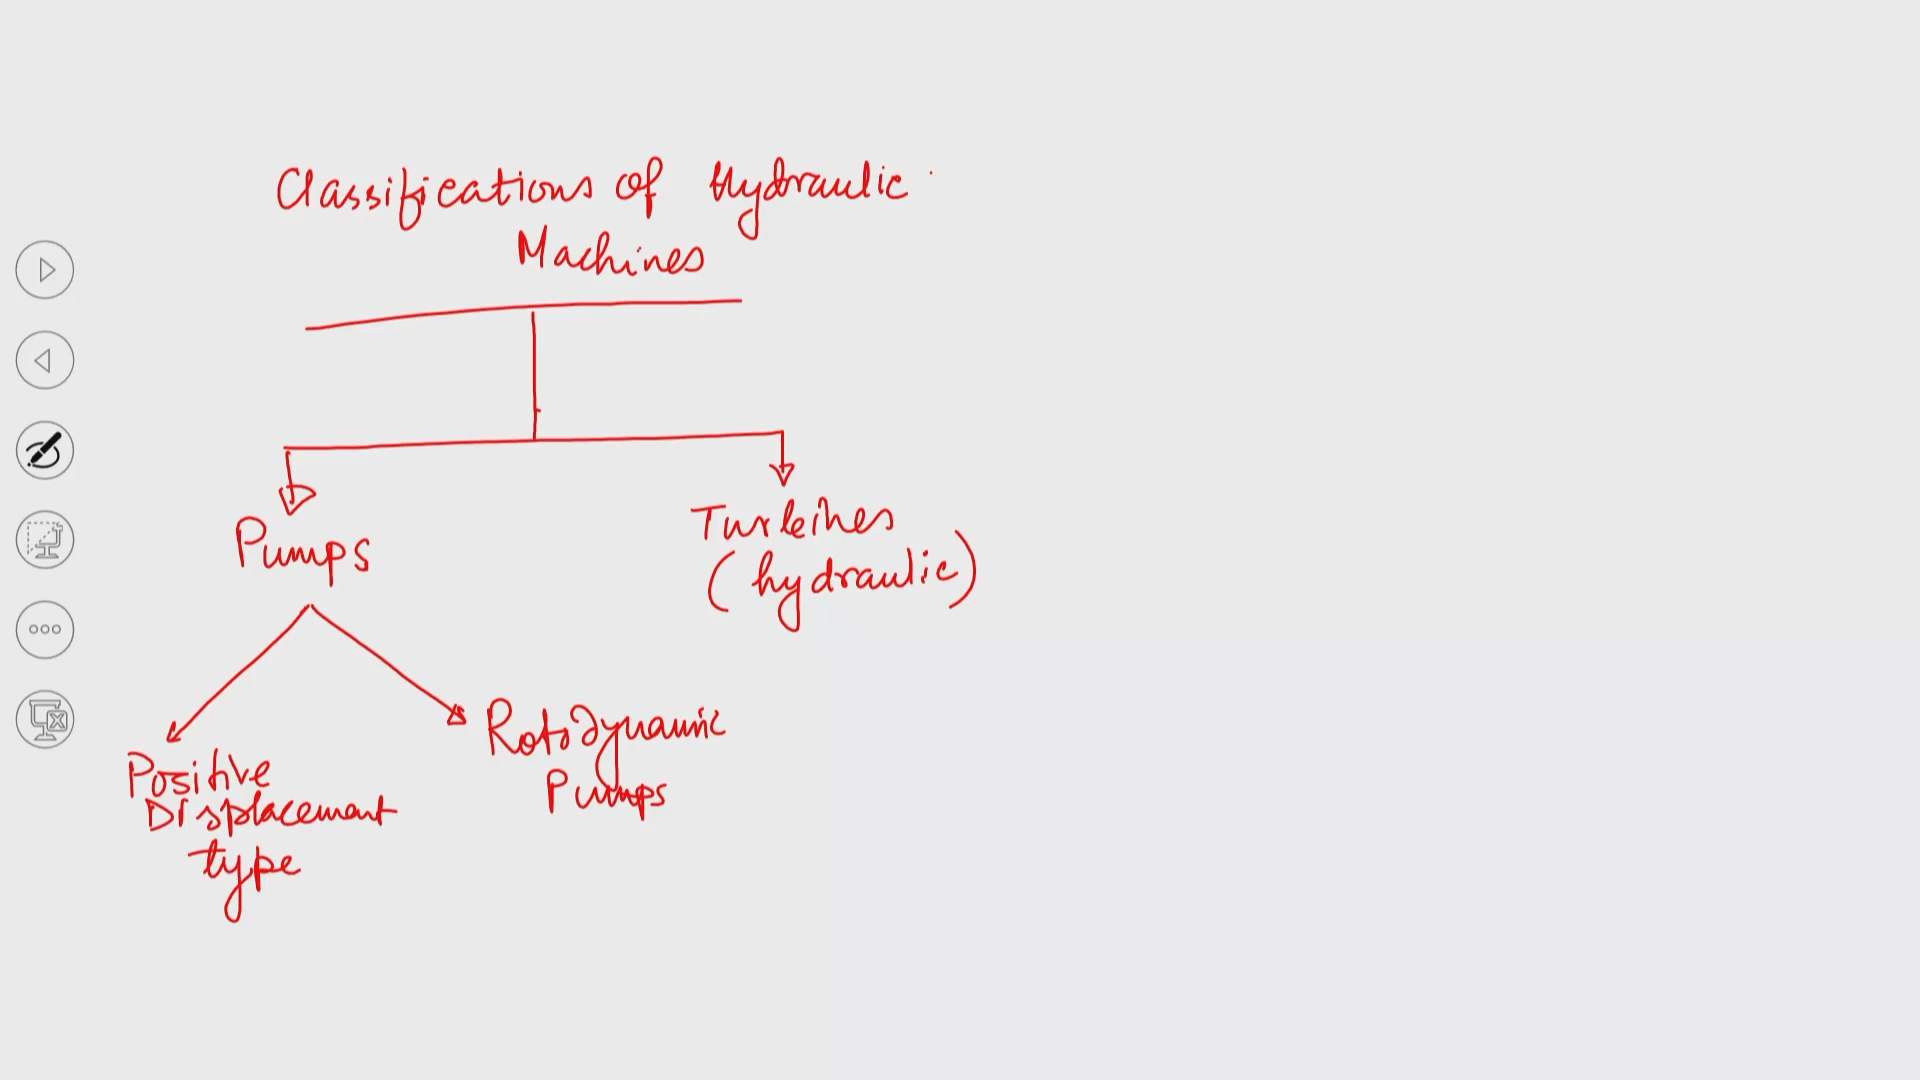 Classifications of Hydraulic
Machines
Pumps
Turbines
(hydraulic)
Positive
Displacement
type
Rotodynamic
Pumps